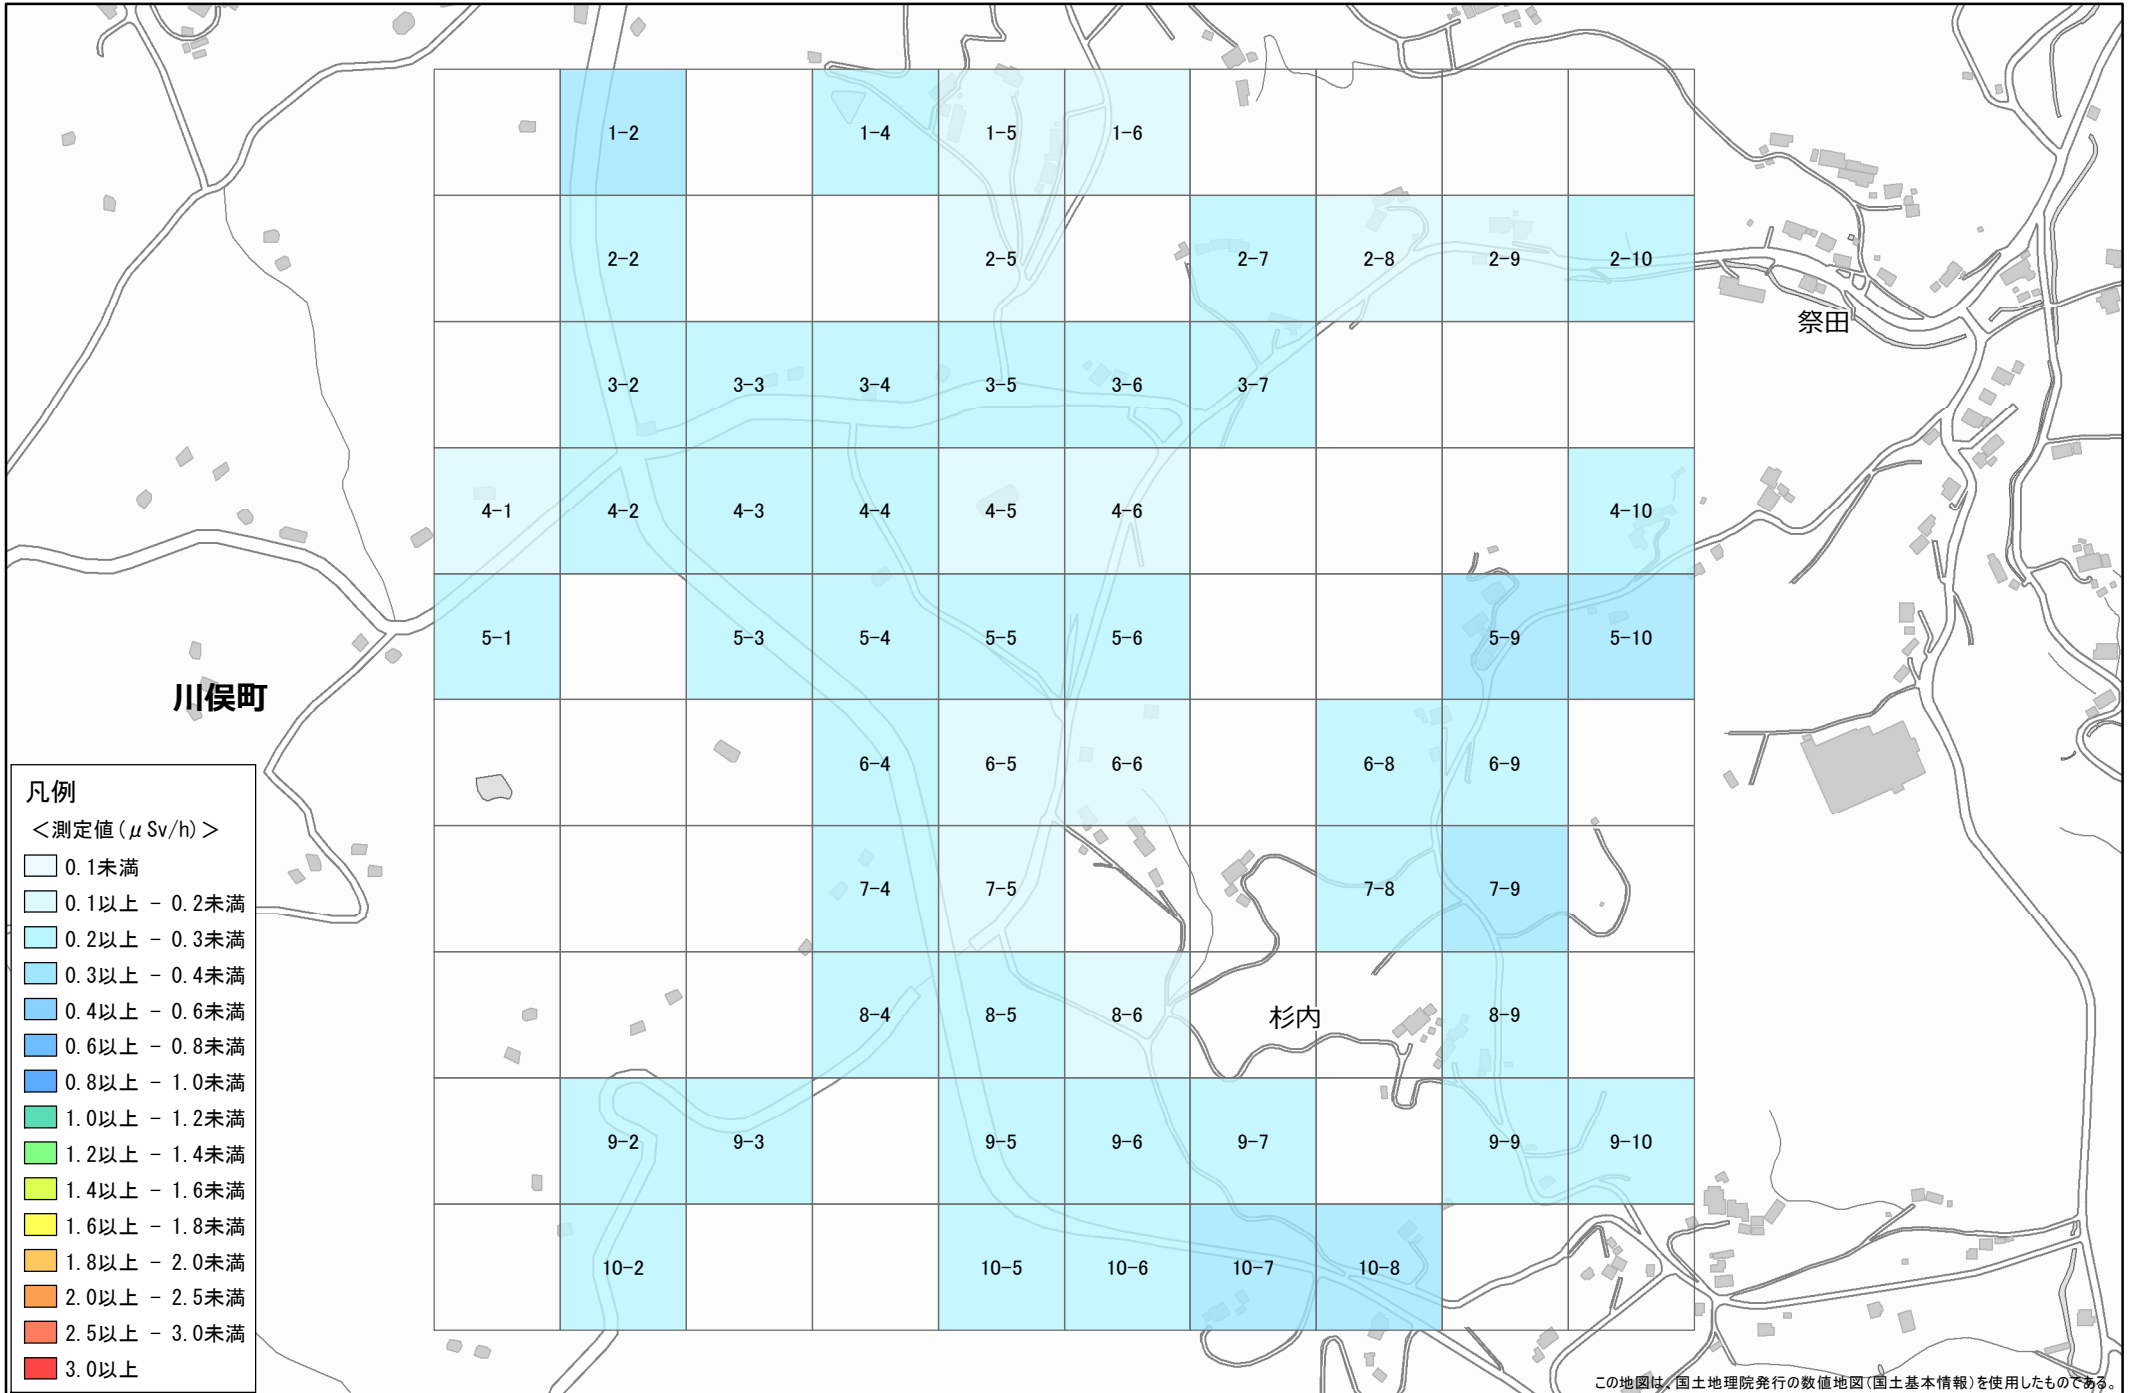 1-2
1-4
1-5
1-6
2-2
2-5
2-7
2-8
2-9
2-10
祭田
3-2
3-3
3-4
3-5
3-6
3-7
4-1
4-2
4-3
4-4
4-5
4-6
4-10
5-1
5-3
5-4
5-5
5-6
5-9
5-10
川俣町
6-4
6-5
6-6
6-8
6-9
7-4
7-5
7-8
7-9
8-4
8-5
8-6
杉内
8-9
9-2
9-3
9-5
9-6
9-7
9-9
9-10
10-2
10-5
10-6
10-7
10-8
凡例
＜測定値(μSv/h)＞
0.1未満
0.1以上 - 0.2未満
0.2以上 - 0.3未満
0.3以上 - 0.4未満
0.4以上 - 0.6未満
0.6以上 - 0.8未満
0.8以上 - 1.0未満
1.0以上 - 1.2未満
1.2以上 - 1.4未満
1.4以上 - 1.6未満
1.6以上 - 1.8未満
1.8以上 - 2.0未満
2.0以上 - 2.5未満
2.5以上 - 3.0未満
3.0以上
この地図は、国土地理院発行の数値地図(国土基本情報)を使用したものである。